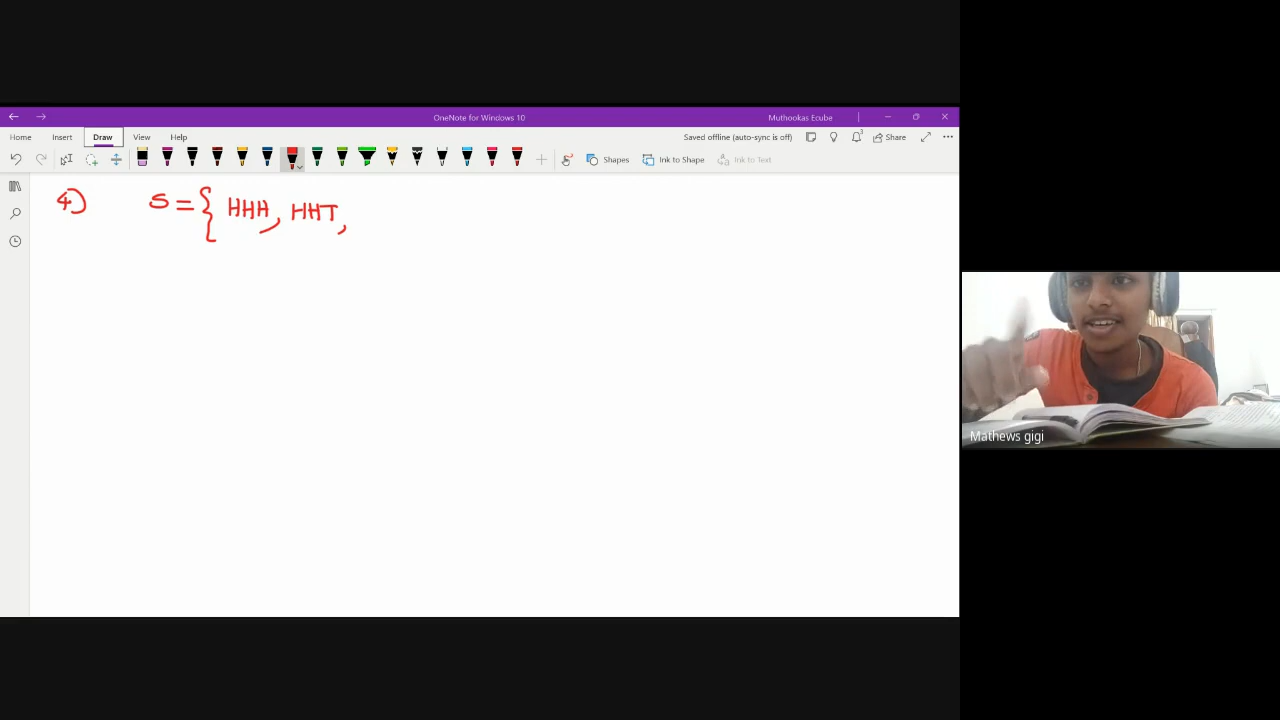 OneNote for Windows 10
Muthookas Ecube
Home Insert Draw View Help
Saved offline (auto-sync is off)
3
Share
Shapes
Ink to Shape
Ink to Text
4) S = { HHH, HHT,
Mathews gigi